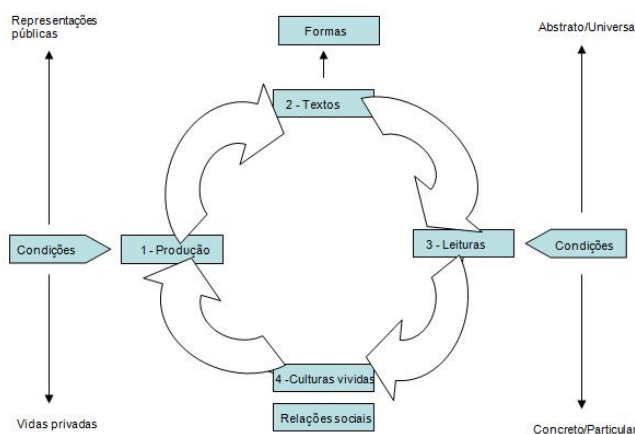 Representações
públicas
Formas
Abstrato/Universa
2 - Textos
Condições
1 - Produção
3 - Leituras
Condições
4 -Culturas vividas
Relações sociais
Vidas privadas
Concreto/Particular